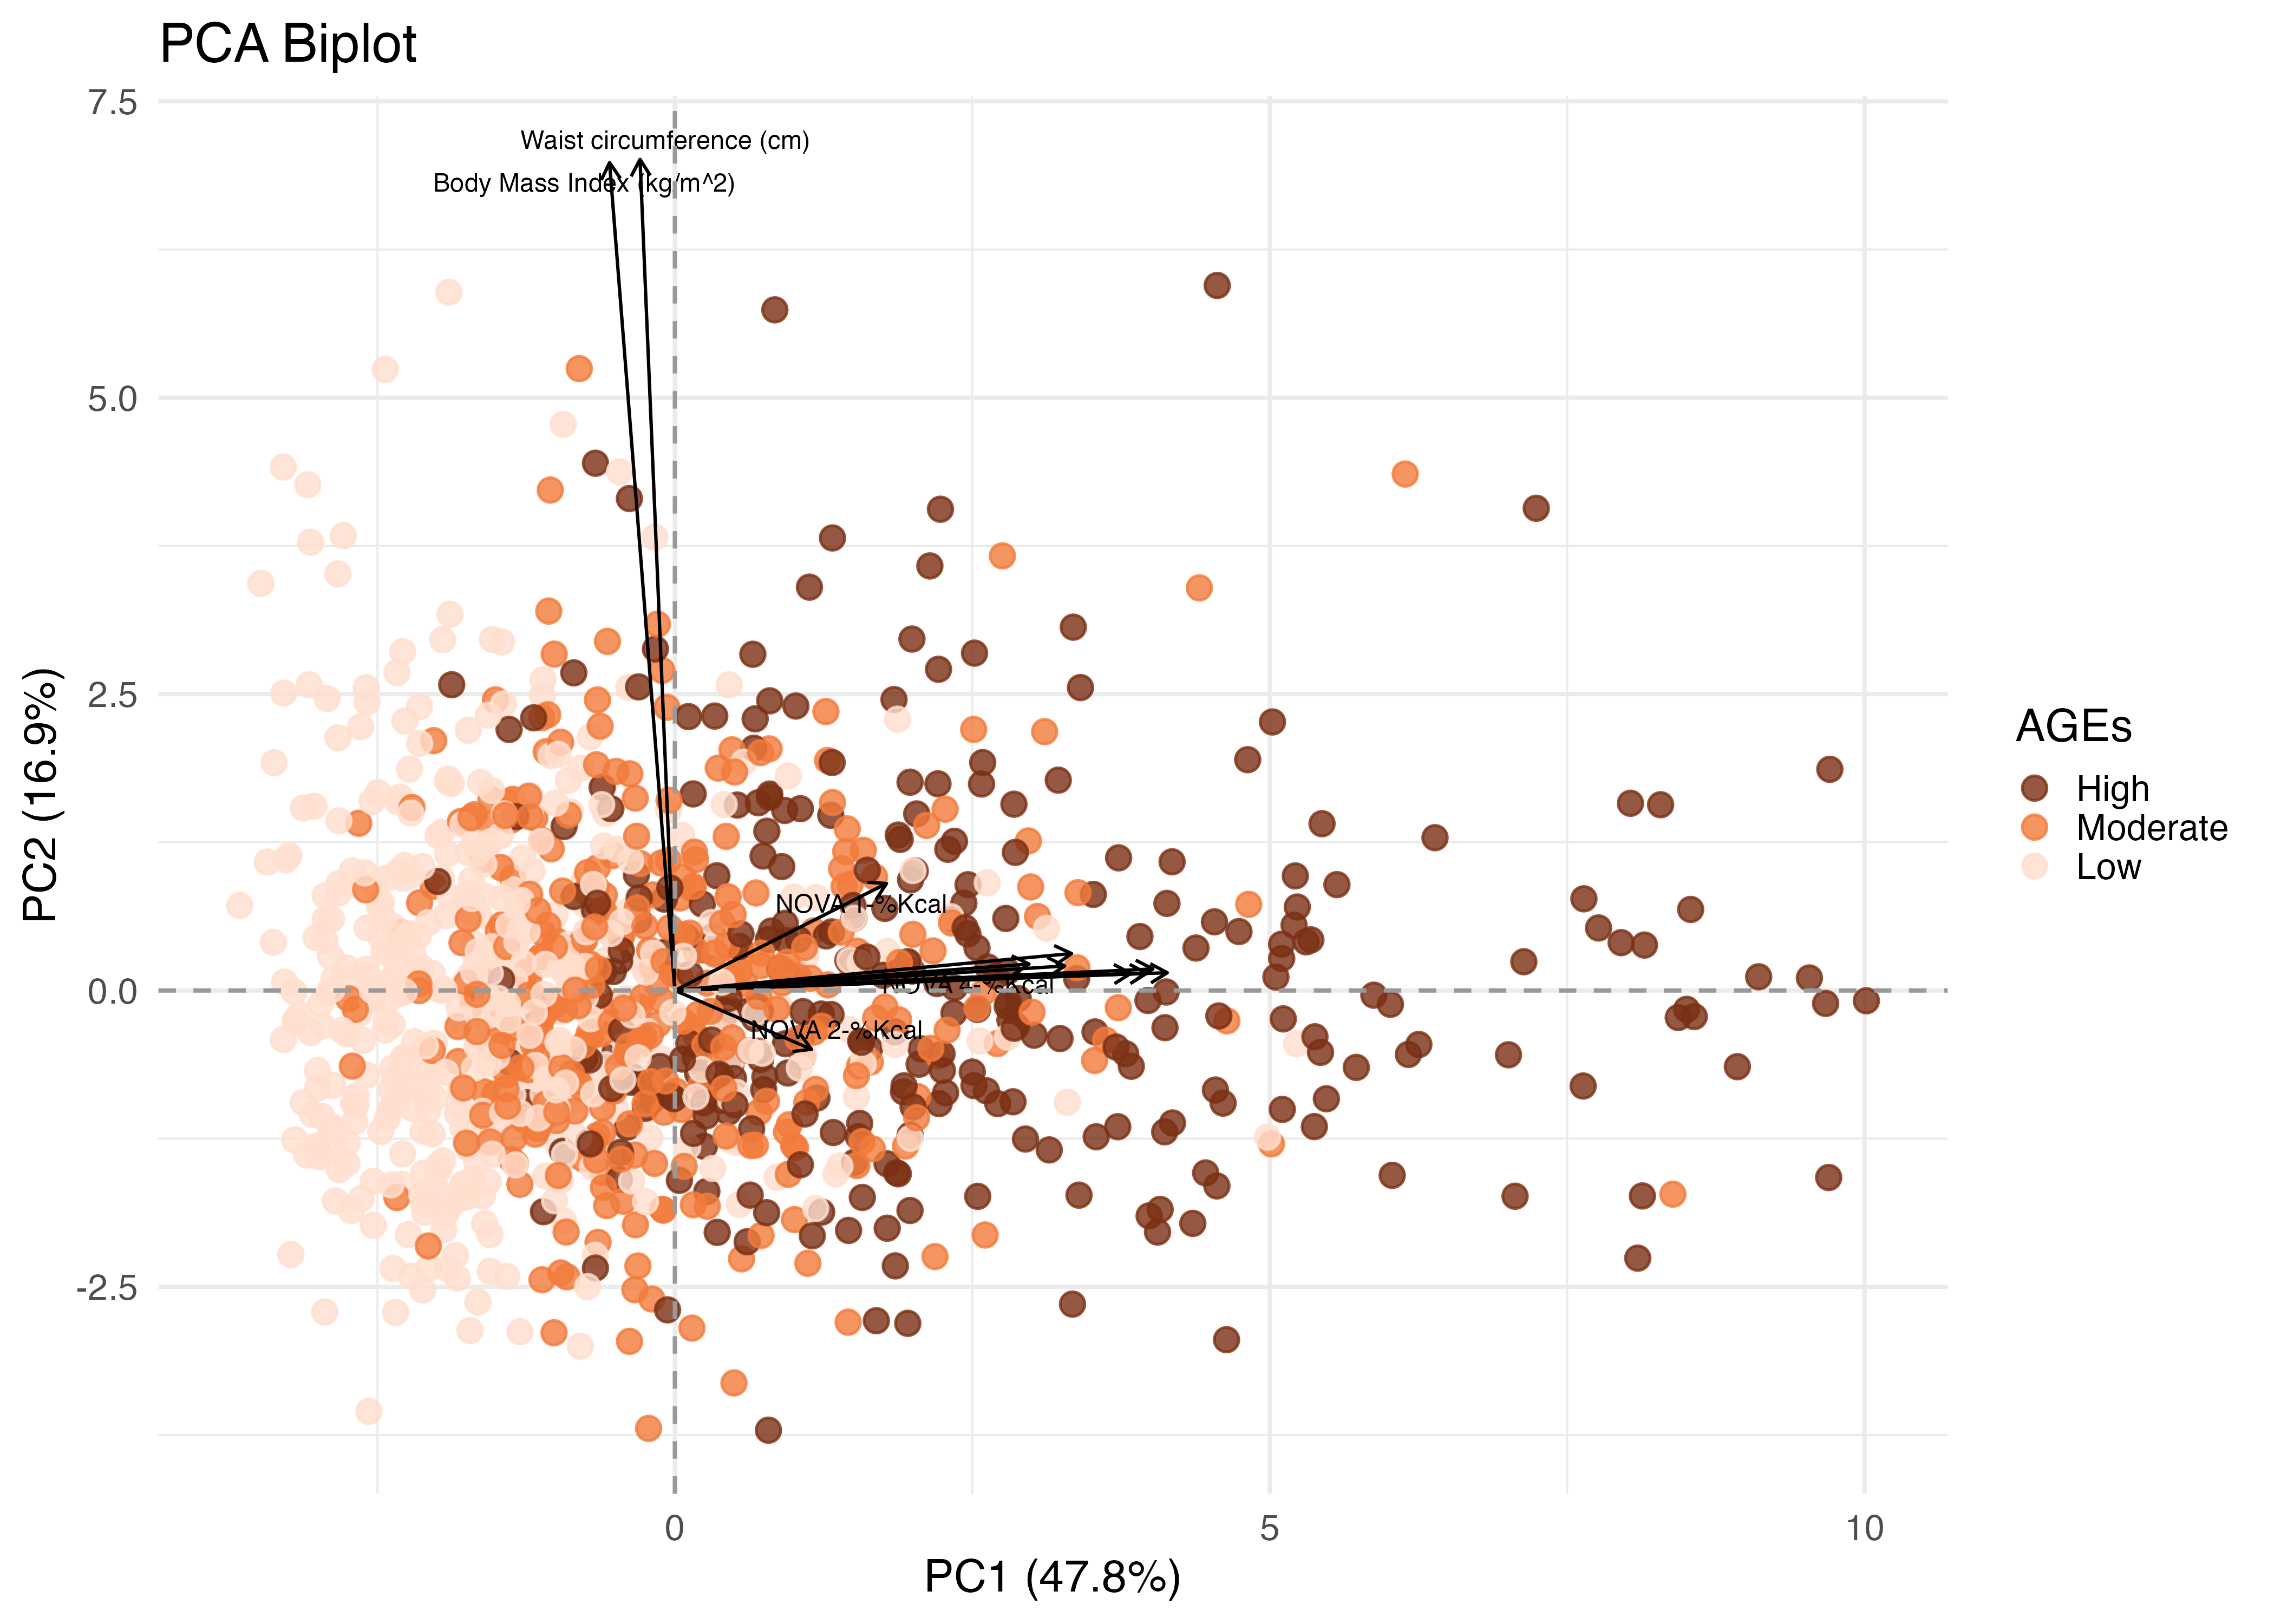 PCA Biplot
7.5
5.0
2.5
0.0
-2.5
PC2 (16.9%)
Waist circumference (cm)
Body Mass Index (kg/m^2)
NOVA 1-%Kcal
NOVA 4-%Kcal
NOVA 2-%Kcal
0
5
10
PC1 (47.8%)
AGEs
High
Moderate
Low